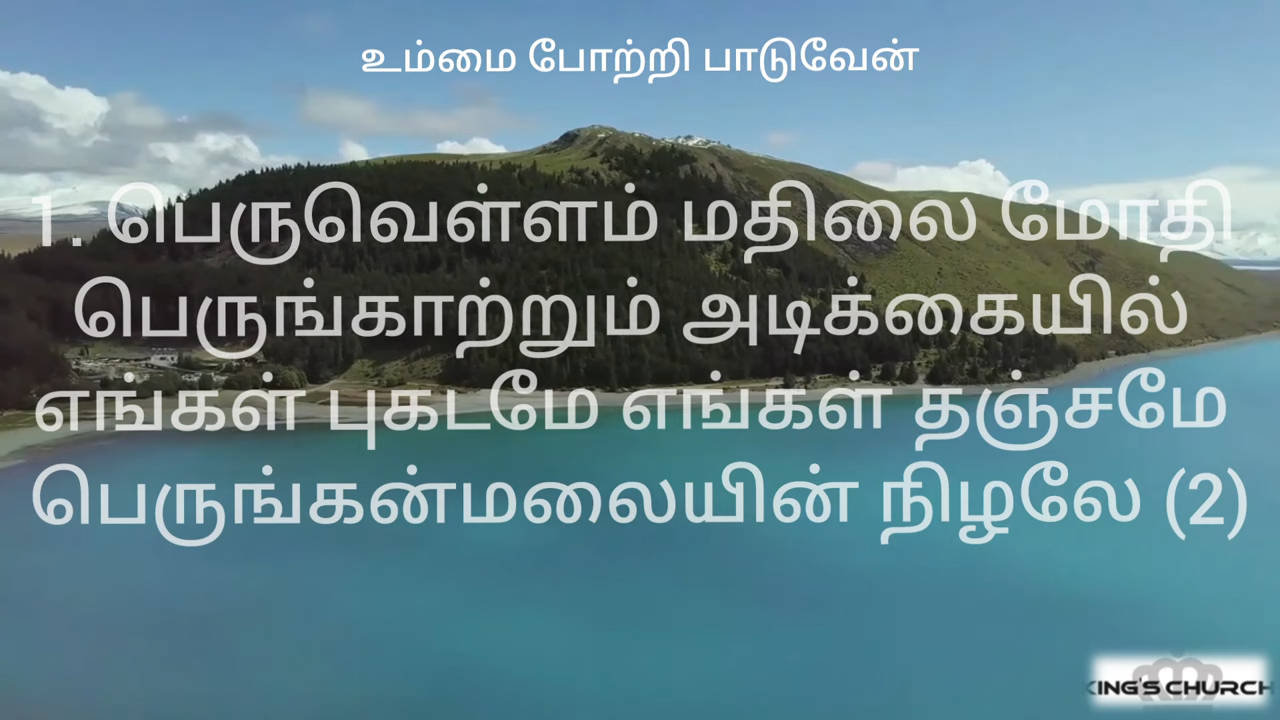 உம்மை போற்றி பாடுவேன்
1. பெருவெள்ளம் மதிலை மோதி
பெருங்காற்றும் அடிக்கையில்
எங்கள் புகடமே எங்கள் தஞ்சமே
பெருங்கன்மலையின் நிழலே (2)
KING'S CHURCH